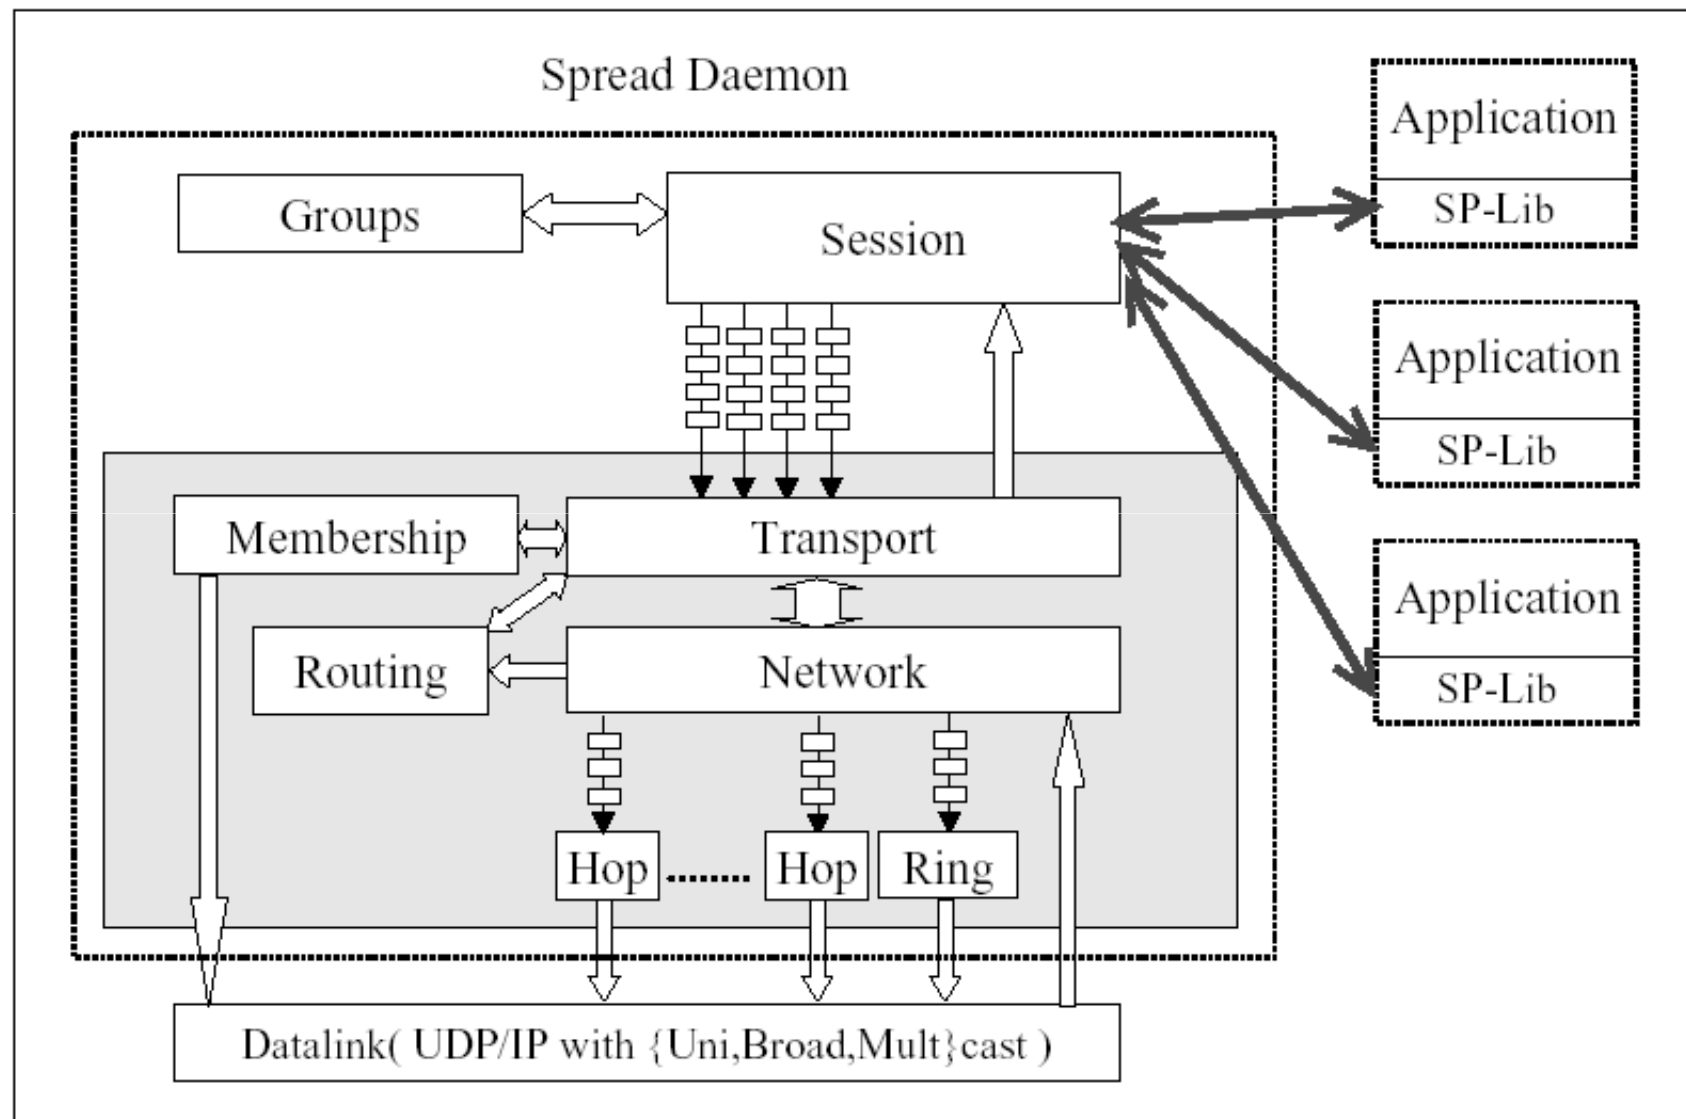 Spread Daemon
Application
SP-Lib
Groups
Session
Application
SP-Lib
Membership
Transport
Application
SP-Lib
Routing
Network
Hop
Hop
Ring
Datalink( UDP/IP with {Uni,Broad,Mult}cast )